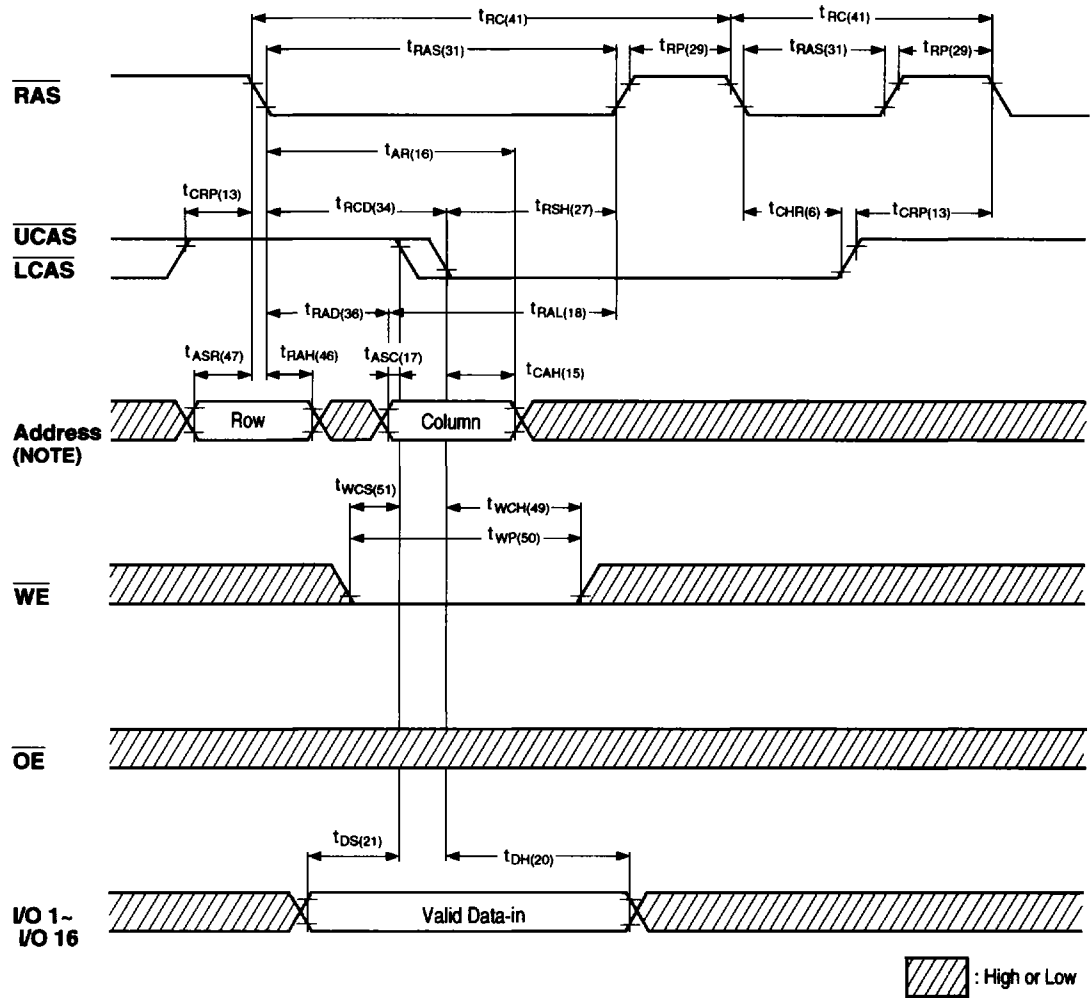 tRC(41) tRC(41)
tRAS(31) tRP(29) tRAS(31) tRP(29)
RAS
tAR(16)
tCRP(13) tRCD(34) tRSH(27) tCHR(6) tCRP(13)
UCAS
LCAS
tRAD(36) tRAL(18)
tASR(47) tRAH(46) tASC(17) tCAH(15)
Row Column
Address
(NOTE)
tWCS(51) tWCH(49)
tWP(50)
WE
OE
tDS(21) tDH(20)
I/O 1~
I/O 16
Valid Data-in
: High or Low